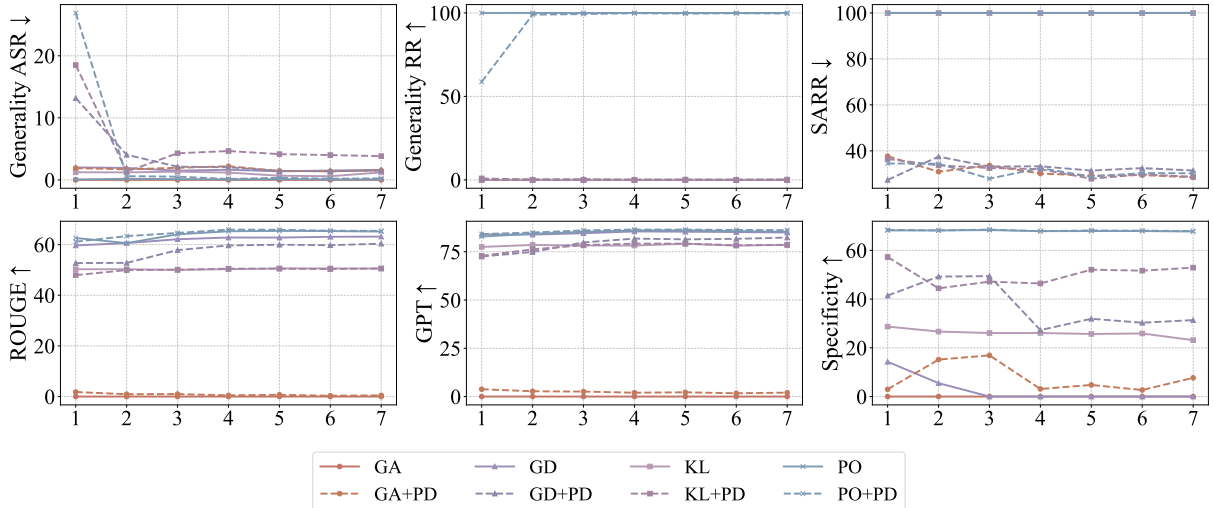 Generality ASR ↓
20
10
0
1 2 3 4 5 6 7
Generality RR ↑
100
50
0
1 2 3 4 5 6 7
SARR ↓
100
80
60
40
1 2 3 4 5 6 7
ROUGE ↑
60
40
20
0
1 2 3 4 5 6 7
GPT ↑
75
50
25
0
1 2 3 4 5 6 7
Specificity ↑
60
40
20
0
1 2 3 4 5 6 7
GA GD KL PO
GA+PD GD+PD KL+PD PO+PD